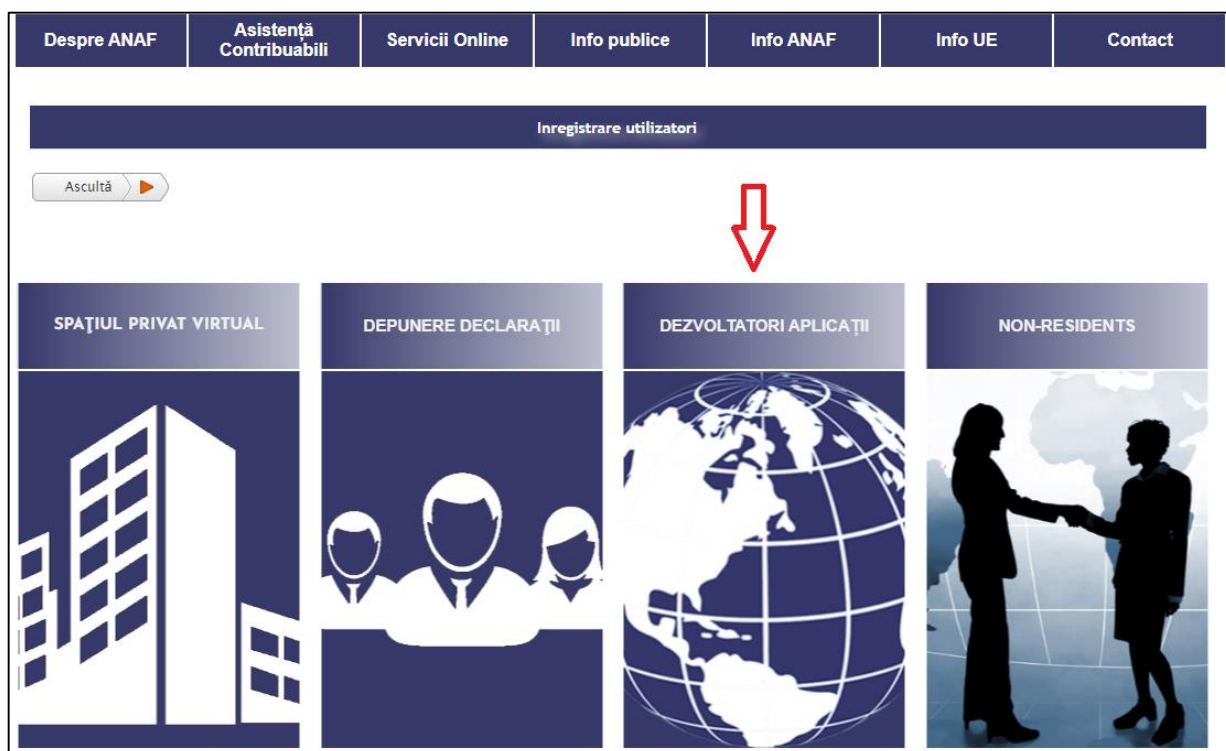 Despre ANAF
Asistență
Contribuabili
Servicii Online
Info publice
Info ANAF
Info UE
Contact
Inregistrare utilizatori
Ascultă
SPAŢIUL PRIVAT VIRTUAL
DEPUNERE DECLARAŢII
DEZVOLTATORI APLICAȚII
NON-RESIDENTS